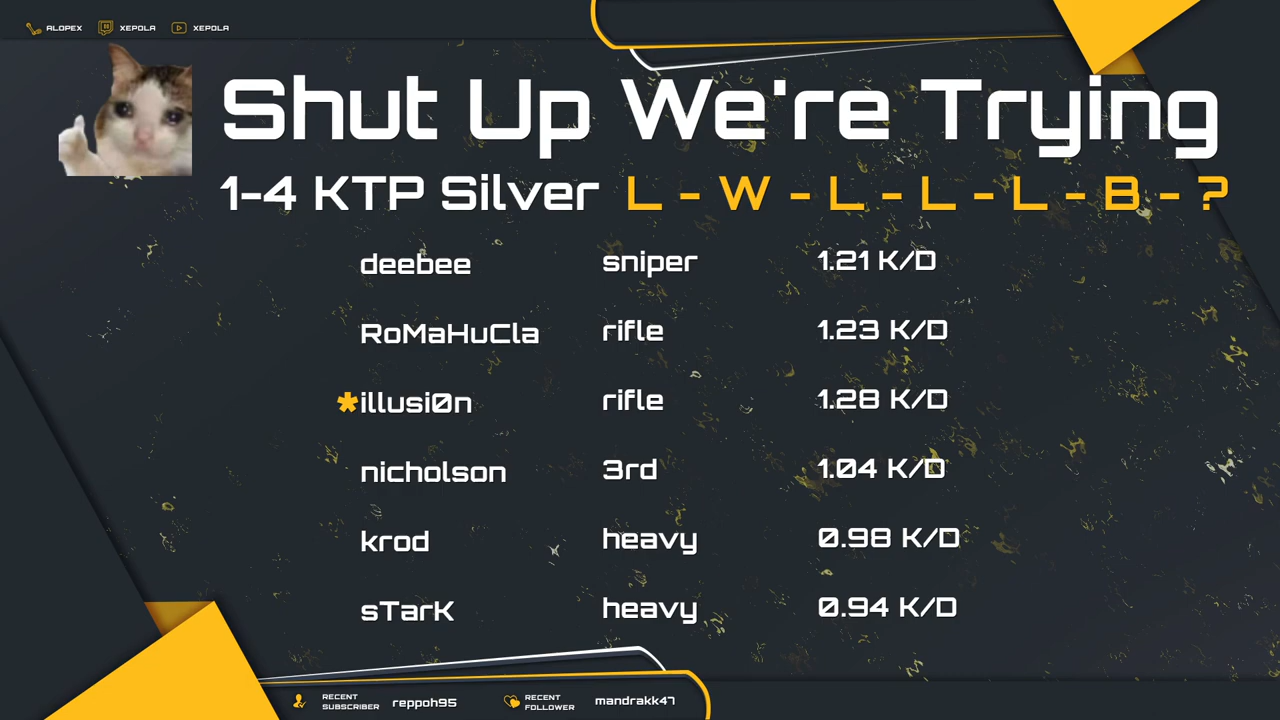 ALOPEX XEPOLA XEPOLA
Shut Up We're Trying
1-4 KTP Silver L - W - L - L - L - B - ?
deebee sniper 1.21 K/D
RoMaHuCla rifle 1.23 K/D
*illusi0n rifle 1.28 K/D
nicholson 3rd 1.04 K/D
krod heavy 0.98 K/D
sTarK heavy 0.94 K/D
RECENT SUBSCRIBER reppoh95 RECENT FOLLOWER mandrakk47